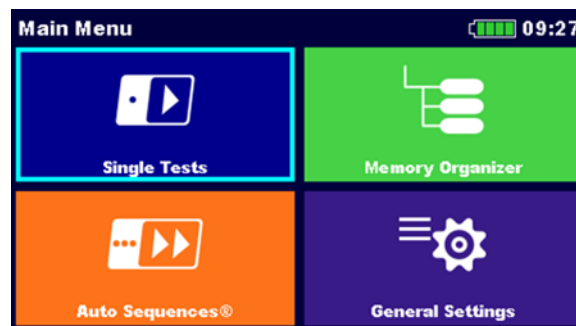 Main Menu 09:27
Single Tests Memory Organizer
Auto Sequences® General Settings